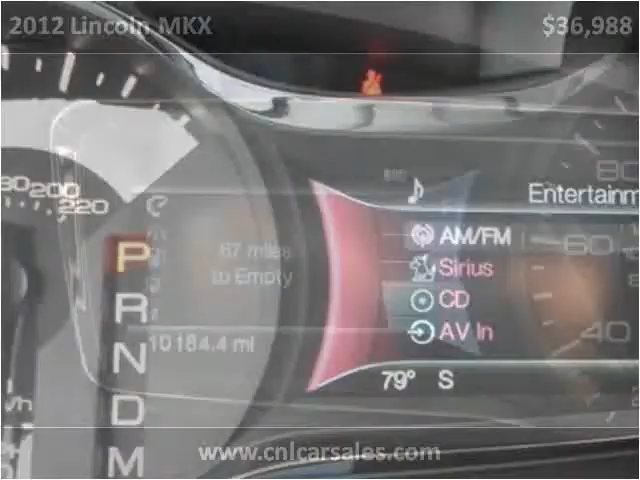 2012 Lincoln MKX $36,988
80
Entertainm
200
220
AM/FM
60
P
67 miles
Sirius
to Empty
CD
R
AV In
40
10184.4 mi
N
79° S
D
www.cnlcarsales.com
M